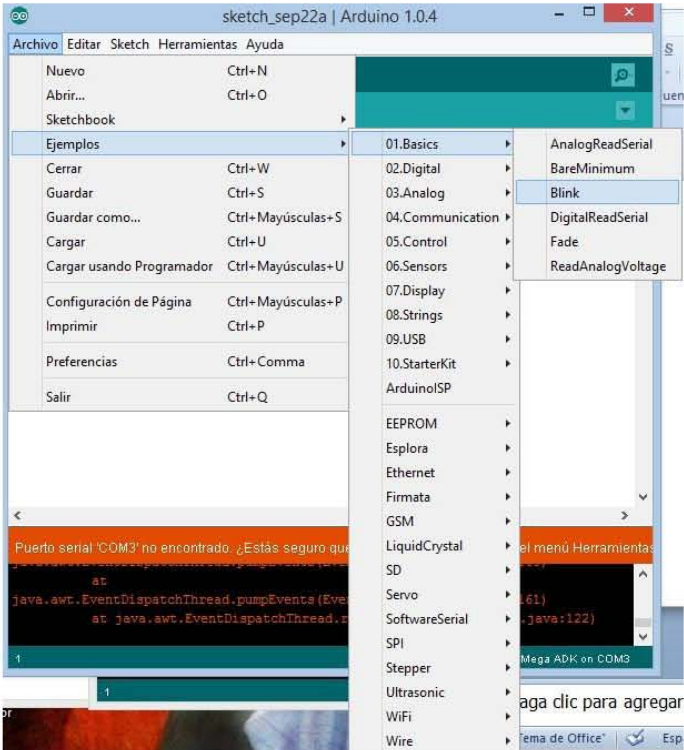 sketch_sep22a | Arduino 1.0.4
Archivo Editar Sketch Herramientas Ayuda
Nuevo Ctrl+N
Abrir... Ctrl+O
Sketchbook
Ejemplos
Cerrar Ctrl+W
Guardar Ctrl+S
Guardar como... Ctrl+Mayúsculas+S
Cargar Ctrl+U
Cargar usando Programador Ctrl+Mayúsculas+U
Configuración de Página Ctrl+Mayúsculas+P
Imprimir Ctrl+P
Preferencias Ctrl+Comma
Salir Ctrl+Q
01.Basics
02.Digital
03.Analog
04.Communication
05.Control
06.Sensors
07.Display
08.Strings
09.USB
10.StarterKit
ArduinoISP
EEPROM
Esplora
Ethernet
Firmata
GSM
LiquidCrystal
SD
Servo
SoftwareSerial
SPI
Stepper
Ultrasonic
WiFi
Wire
AnalogReadSerial
BareMinimum
Blink
DigitalReadSerial
Fade
ReadAnalogVoltage
S
uen
Puerto serial 'COM3' no encontrado. ¿Estás seguro que el menú Herramientas
at
java.awt.EventDispatchThread.pumpEvents(Eve 161)
at java.awt.EventDispatchThread.r .java:122)
1 Mega ADK on COM3
1
aga clic para agregar
or
ema de Office" Esp